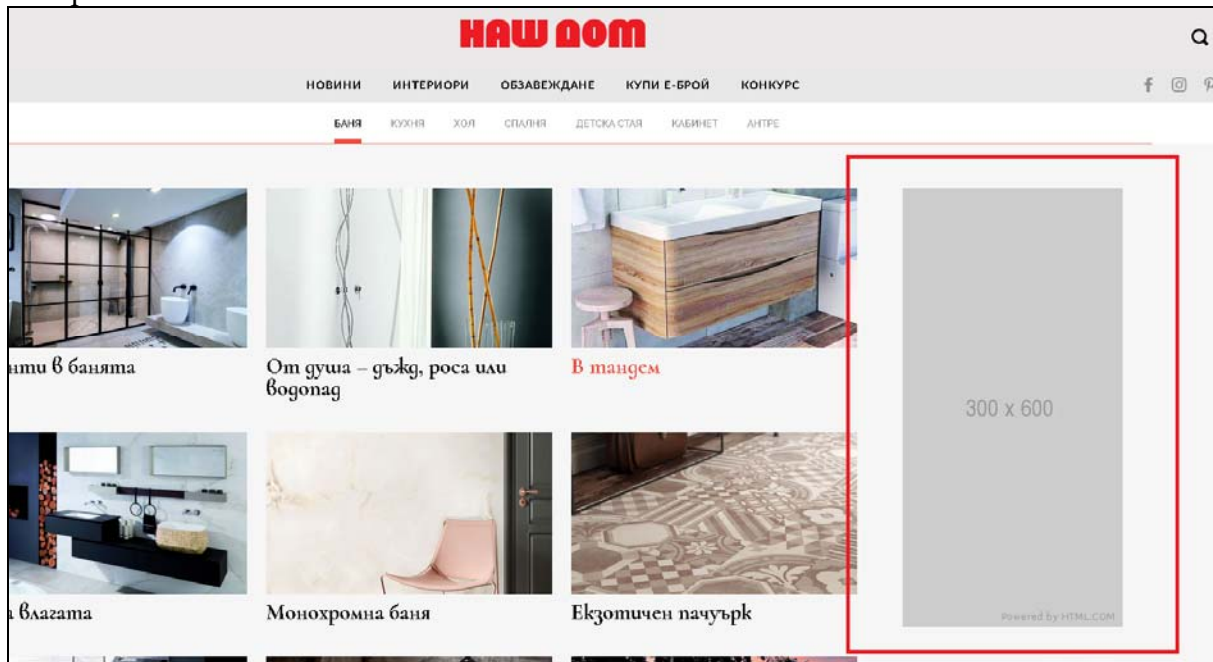 НАШ ДОМ
НОВИНИ ИНТЕРИОРИ ОБЗАВЕЖДАНЕ КУПИ Е-БРОЙ КОНКУРС
БАНЯ КУХНЯ ХОЛ СПАЛНЯ ДЕТСКА СТАЯ КАБИНЕТ АНТРЕ
в банята
От душа – дъжд, роса или
водопад
В тандем
300 x 600
влагата
Монохромна баня
Екзотичен пачуърк
Powered by HTML.COM